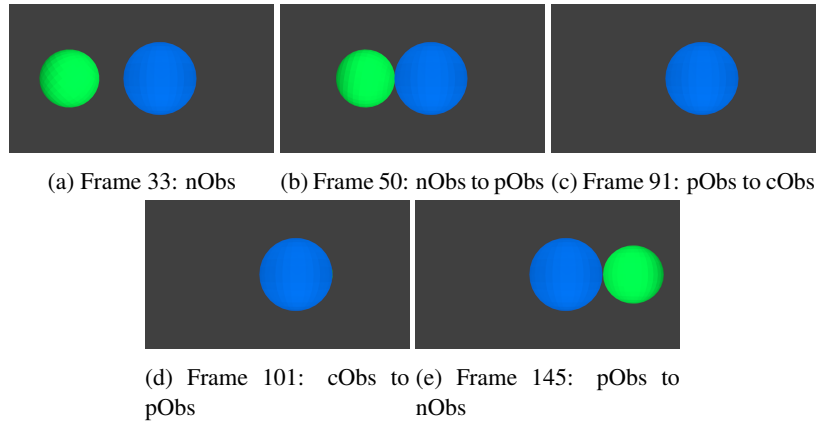 (a) Frame 33: nObs
(b) Frame 50: nObs to pObs
(c) Frame 91: pObs to cObs
(d) Frame 101: cObs to
pObs
(e) Frame 145: pObs to
nObs